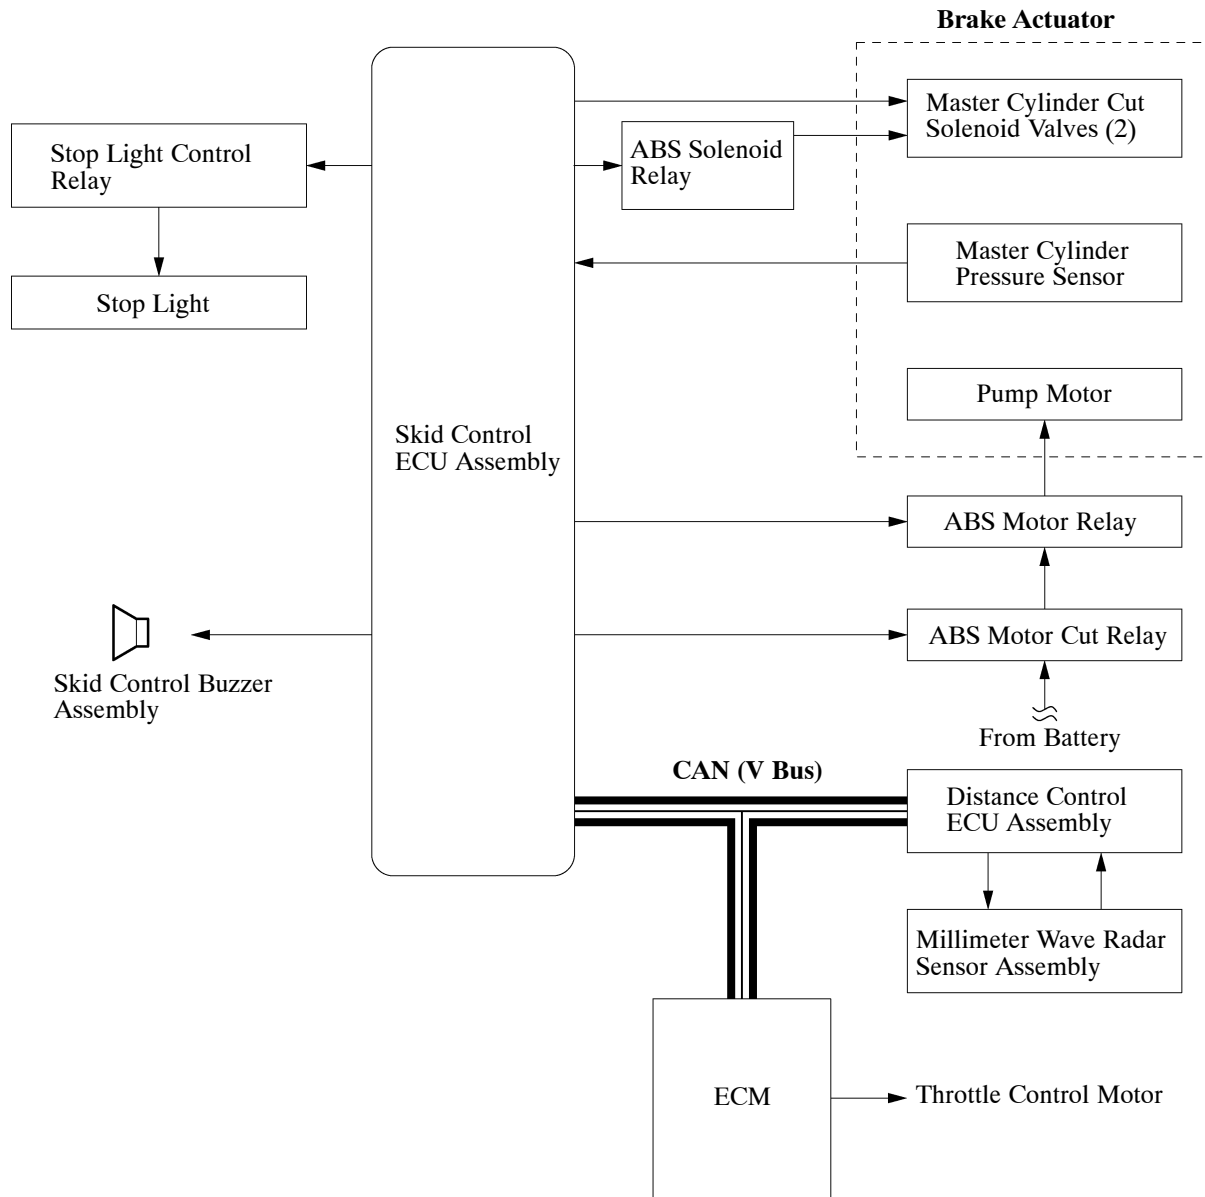 Brake Actuator
Master Cylinder Cut
Solenoid Valves (2)
Stop Light Control
Relay
ABS Solenoid
Relay
Master Cylinder
Pressure Sensor
Stop Light
Pump Motor
Skid Control
ECU Assembly
ABS Motor Relay
ABS Motor Cut Relay
Skid Control Buzzer
Assembly
From Battery
CAN (V Bus)
Distance Control
ECU Assembly
Millimeter Wave Radar
Sensor Assembly
ECM
Throttle Control Motor